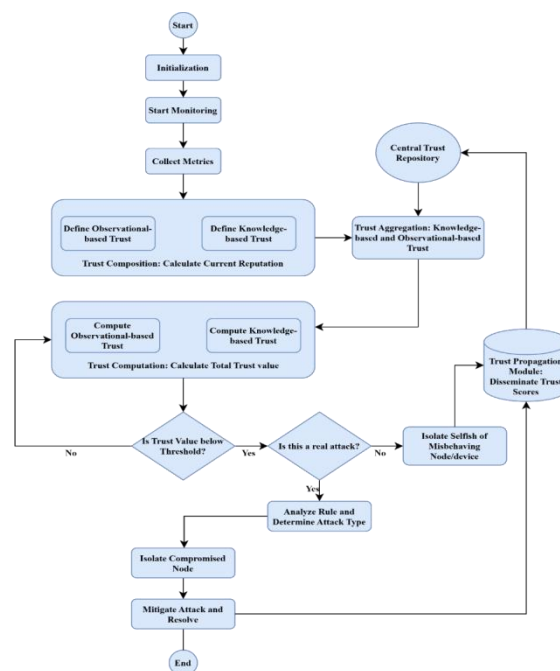 Start
Initialization
Start Monitoring
Collect Metrics
Central Trust
Repository
Define Observational-
based Trust
Define Knowledge-
based Trust
Trust Composition: Calculate Current Reputation
Trust Aggregation: Knowledge-
based and Observational-based
Trust
Compute
Observational-based
Trust
Compute Knowledge-
based Trust
Trust Computation: Calculate Total Trust value
Trust Propagation
Module:
Disseminate Trust
Scores
Is Trust Value below
Threshold?
No
Yes
Is this a real attack?
No
Isolate Selfish of
Misbehaving
Node/device
Yes
Analyze Rule and
Determine Attack Type
Isolate Compromised
Node
Mitigate Attack and
Resolve
End